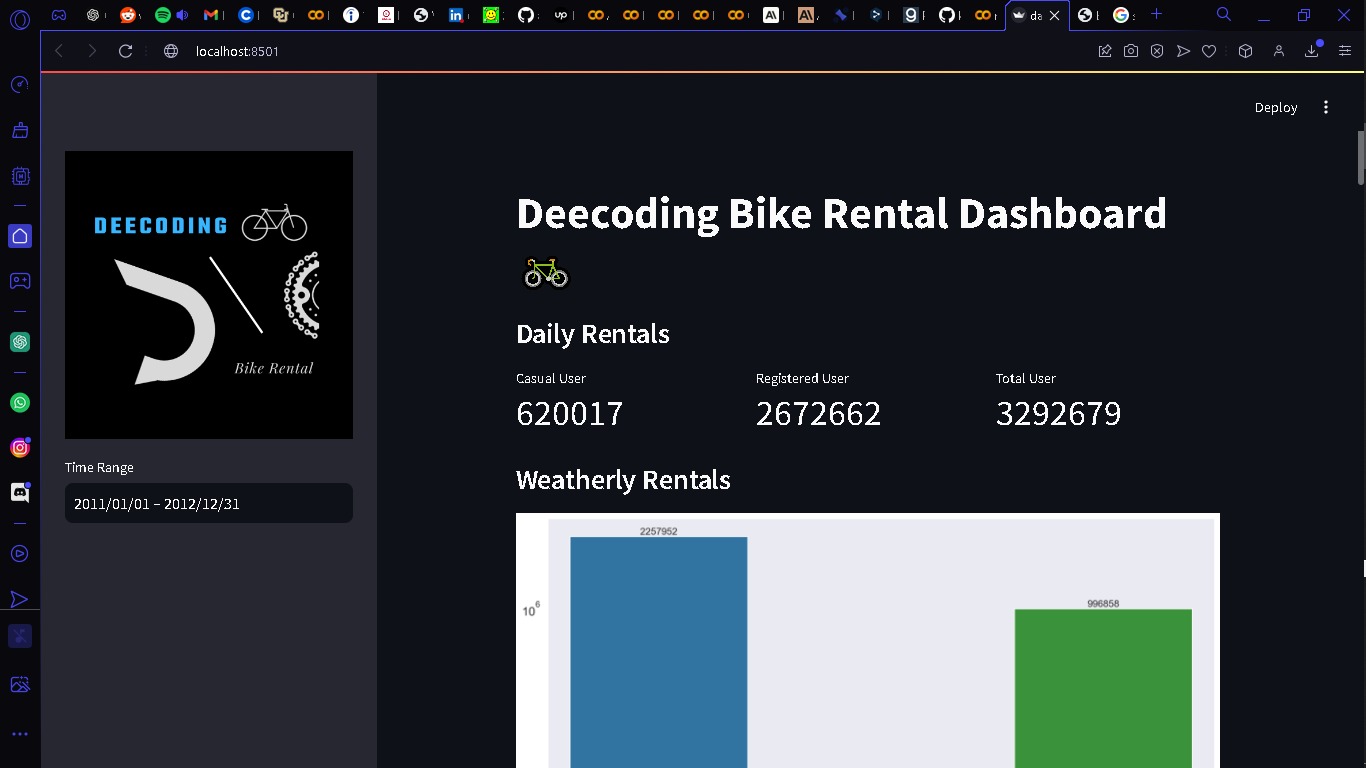 localhost:8501
Deploy
DEECODING
Bike Rental
Time Range
2011/01/01 – 2012/12/31
Deecoding Bike Rental Dashboard
Daily Rentals
Casual User
620017
Registered User
2672662
Total User
3292679
Weatherly Rentals
2257952
996858
10^6